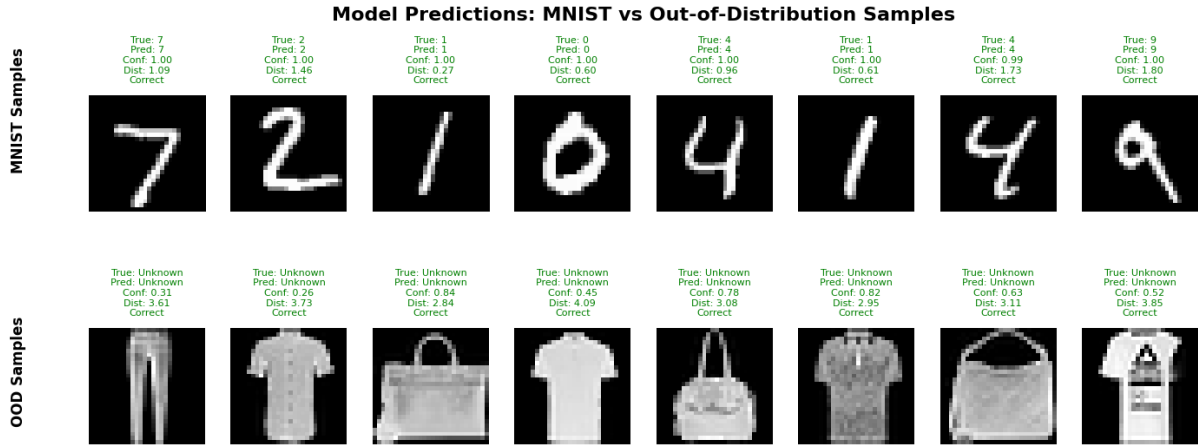 Model Predictions: MNIST vs Out-of-Distribution Samples
MNIST Samples
True: 7
Pred: 7
Conf: 1.00
Dist: 1.09
Correct
7
True: 2
Pred: 2
Conf: 1.00
Dist: 1.46
Correct
2
True: 1
Pred: 1
Conf: 1.00
Dist: 0.27
Correct
1
True: 0
Pred: 0
Conf: 1.00
Dist: 0.60
Correct
0
True: 4
Pred: 4
Conf: 1.00
Dist: 0.96
Correct
4
True: 1
Pred: 1
Conf: 1.00
Dist: 0.61
Correct
1
True: 4
Pred: 4
Conf: 0.99
Dist: 1.73
Correct
4
True: 9
Pred: 9
Conf: 1.00
Dist: 1.80
Correct
9
OOD Samples
True: Unknown
Pred: Unknown
Conf: 0.31
Dist: 3.61
Correct
True: Unknown
Pred: Unknown
Conf: 0.26
Dist: 3.73
Correct
True: Unknown
Pred: Unknown
Conf: 0.84
Dist: 2.84
Correct
True: Unknown
Pred: Unknown
Conf: 0.45
Dist: 4.09
Correct
True: Unknown
Pred: Unknown
Conf: 0.78
Dist: 3.08
Correct
True: Unknown
Pred: Unknown
Conf: 0.82
Dist: 2.95
Correct
True: Unknown
Pred: Unknown
Conf: 0.63
Dist: 3.11
Correct
True: Unknown
Pred: Unknown
Conf: 0.52
Dist: 3.85
Correct